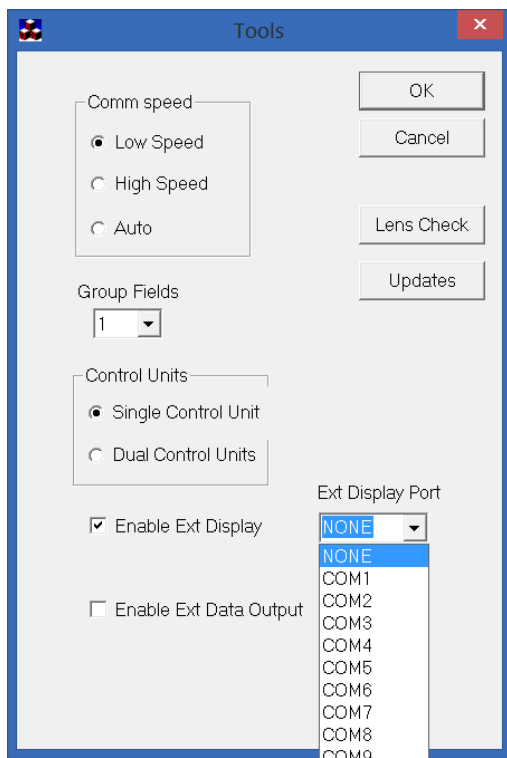 Tools
Comm speed
Low Speed
High Speed
Auto
OK
Cancel
Lens Check
Updates
Group Fields
1
Control Units
Single Control Unit
Dual Control Units
Ext Display Port
Enable Ext Display
NONE
NONE
COM1
COM2
Enable Ext Data Output
COM3
COM4
COM5
COM6
COM7
COM8
COM9